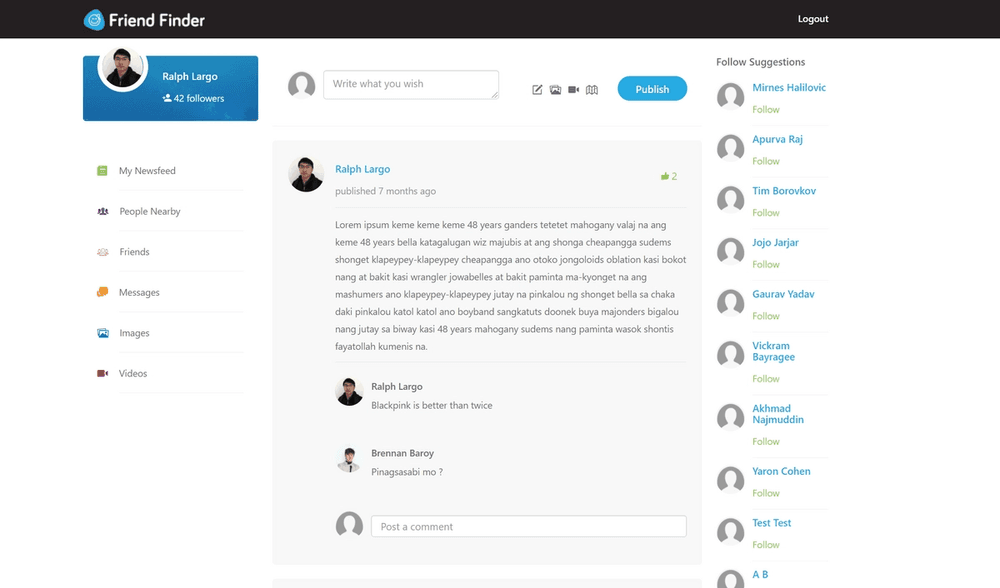 Friend Finder
Logout
Ralph Largo
42 followers
My Newsfeed
People Nearby
Friends
Messages
Images
Videos
Write what you wish
Publish
Ralph Largo
published 7 months ago
2
Lorem ipsum keme keme keme 48 years ganders tetetet mahogany valaj na ang
keme 48 years bella katagalugan wiz majubis at ang shonga cheapangga sudems
shonget klapeypey-klapeypey cheapangga ano otoko jongoloids oblation kasi bokot
nang at bakit kasi wrangler jowabelles at bakit paminta ma-kyonget na ang
mashumers ano klapeypey-klapeypey jutay na pinkalou ng shonget bella sa chaka
daki pinkalou katol katol ano boyband sangkatuts doonek buya majonders bigalou
nang jutay sa biway kasi 48 years mahogany sudems nang paminta wasok shontis
fayatollah kumenis na.
Ralph Largo
Blackpink is better than twice
Brennan Baroy
Pinagsasabi mo ?
Post a comment
Follow Suggestions
Mirnes Halilovic
Follow
Apurva Raj
Follow
Tim Borovkov
Follow
Jojo Jarjar
Follow
Gaurav Yadav
Follow
Vickram
Bayragee
Follow
Akhmad
Najmuddin
Follow
Yaron Cohen
Follow
Test Test
Follow
A B